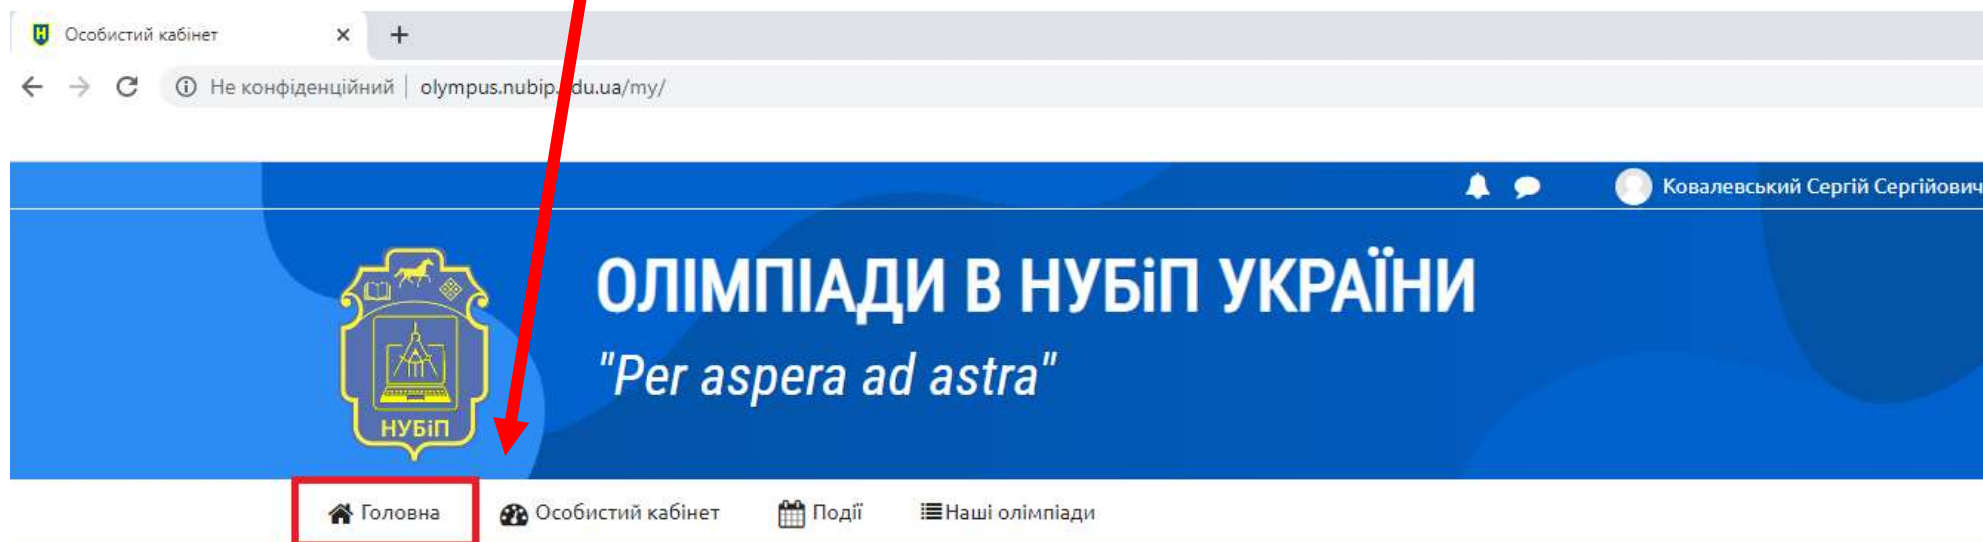 Особистий кабінет
Не конфіденційний | olympus.nubip.edu.ua/my/
Ковалевський Сергій Сергійович
ОЛІМПІАДИ В НУБіП УКРАЇНИ
"Per aspera ad astra"
НУБіП
Головна Особистий кабінет Події Наші олімпіади